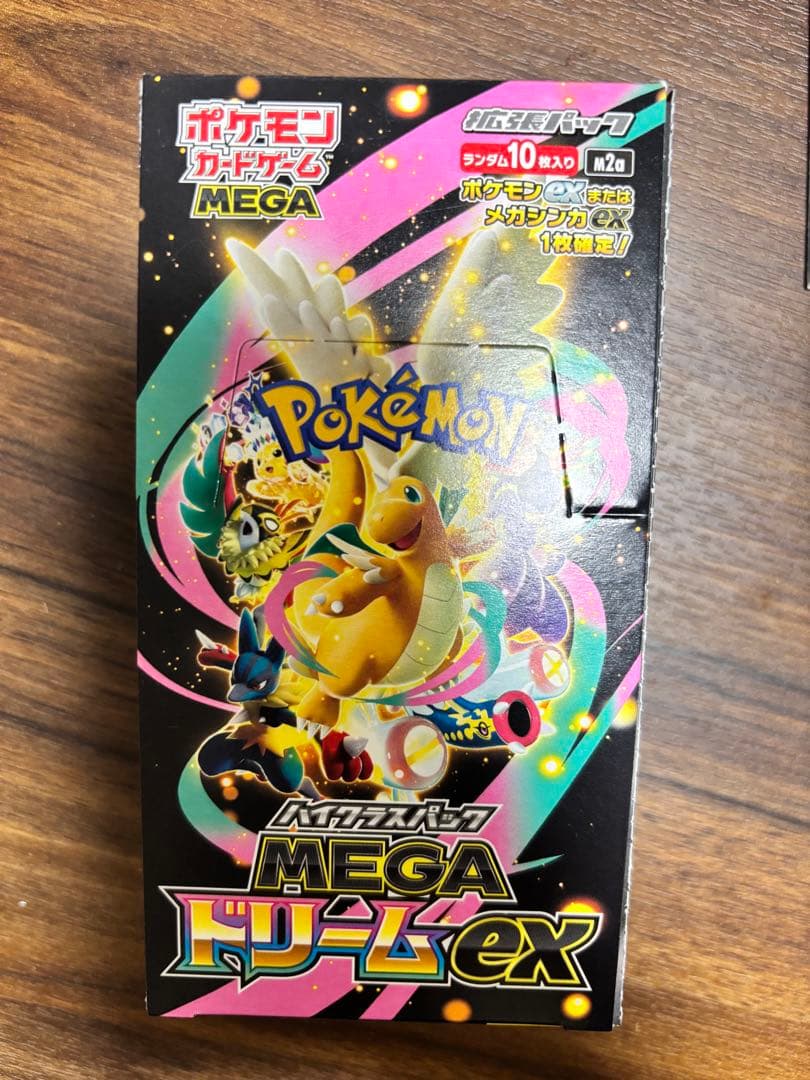 ポケモン
カードゲーム™
MEGA
拡張パック
ランダム10枚入り
M2a
ポケモンexまたは
メガシンカex
1枚確定!
POKéMON
ハイクラスパック
MEGA
ドリームex